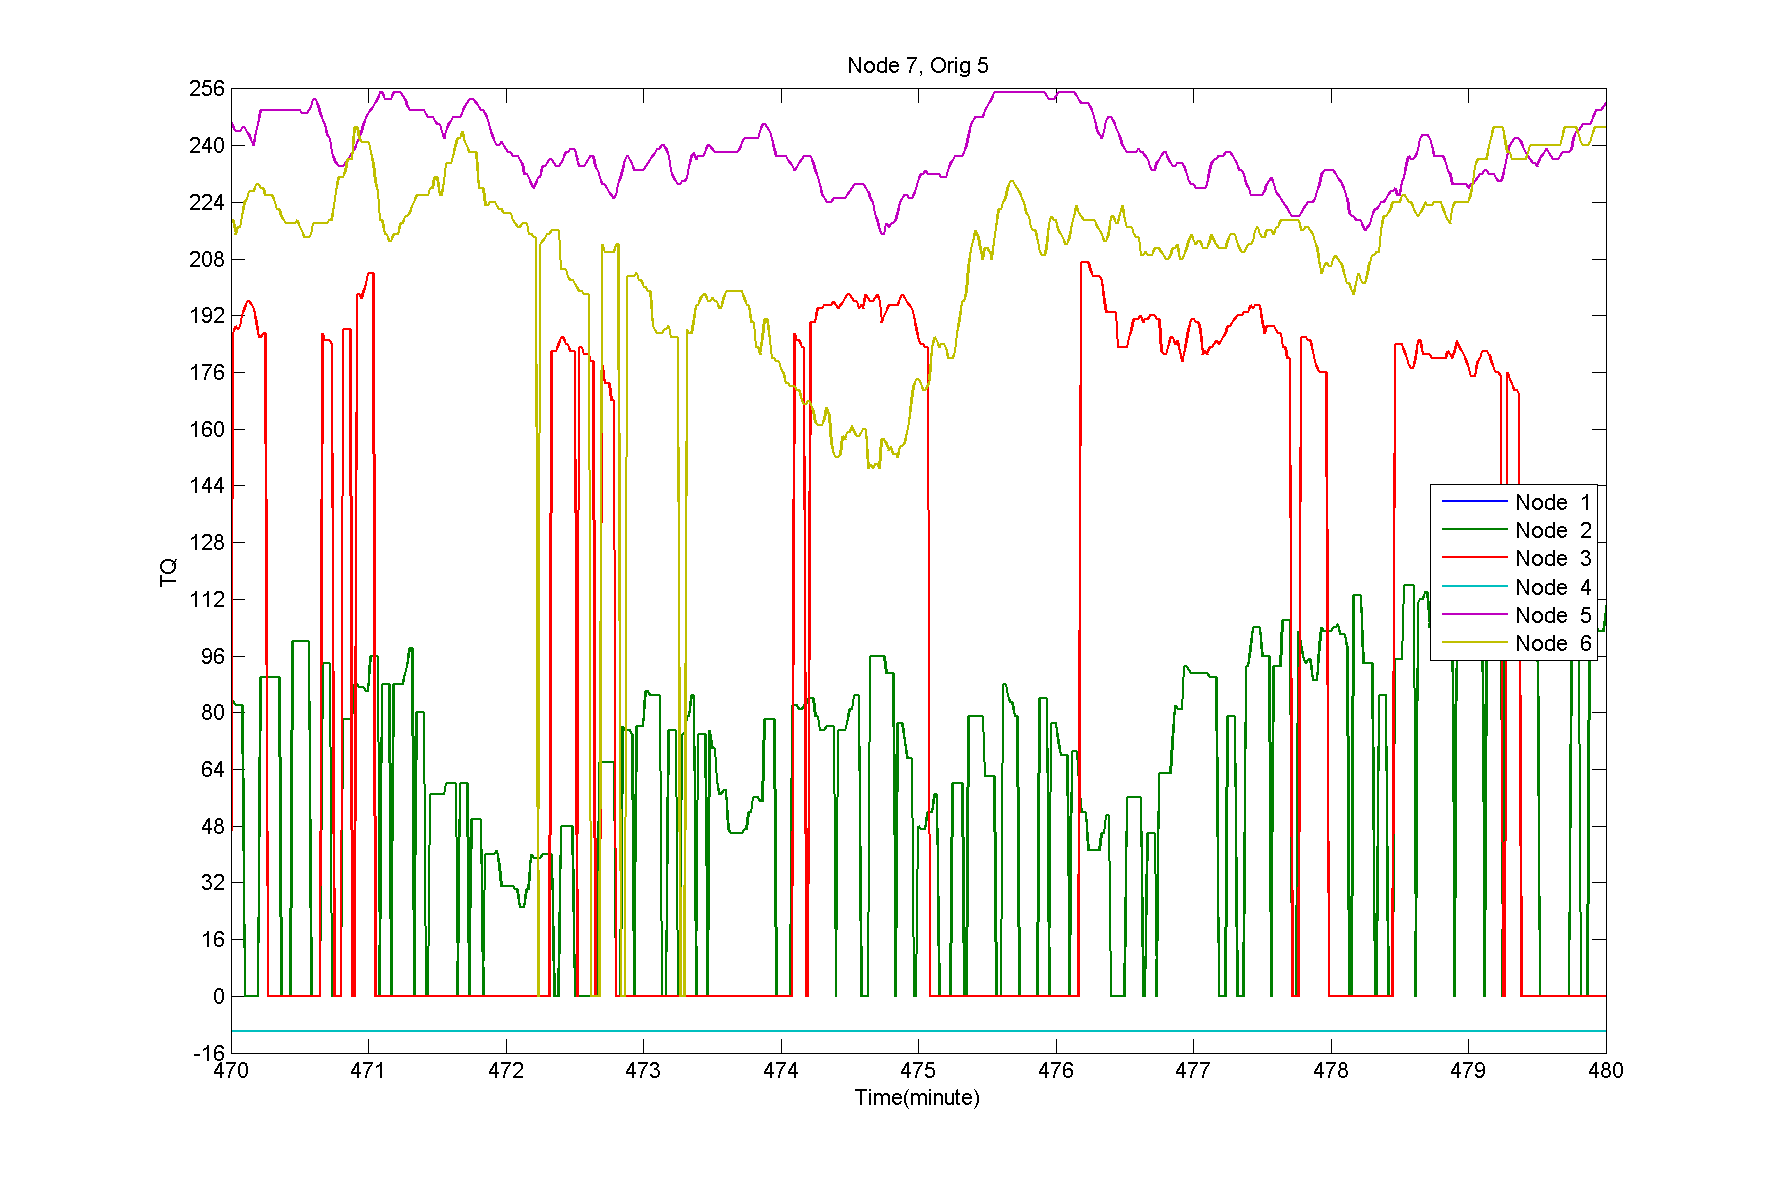 Node 7, Orig 5
256
240
224
208
192
176
160
144
128
112
96
80
64
48
32
16
0
-16
TQ
Node 1
Node 2
Node 3
Node 4
Node 5
Node 6
470 471 472 473 474 475 476 477 478 479 480
Time(minute)